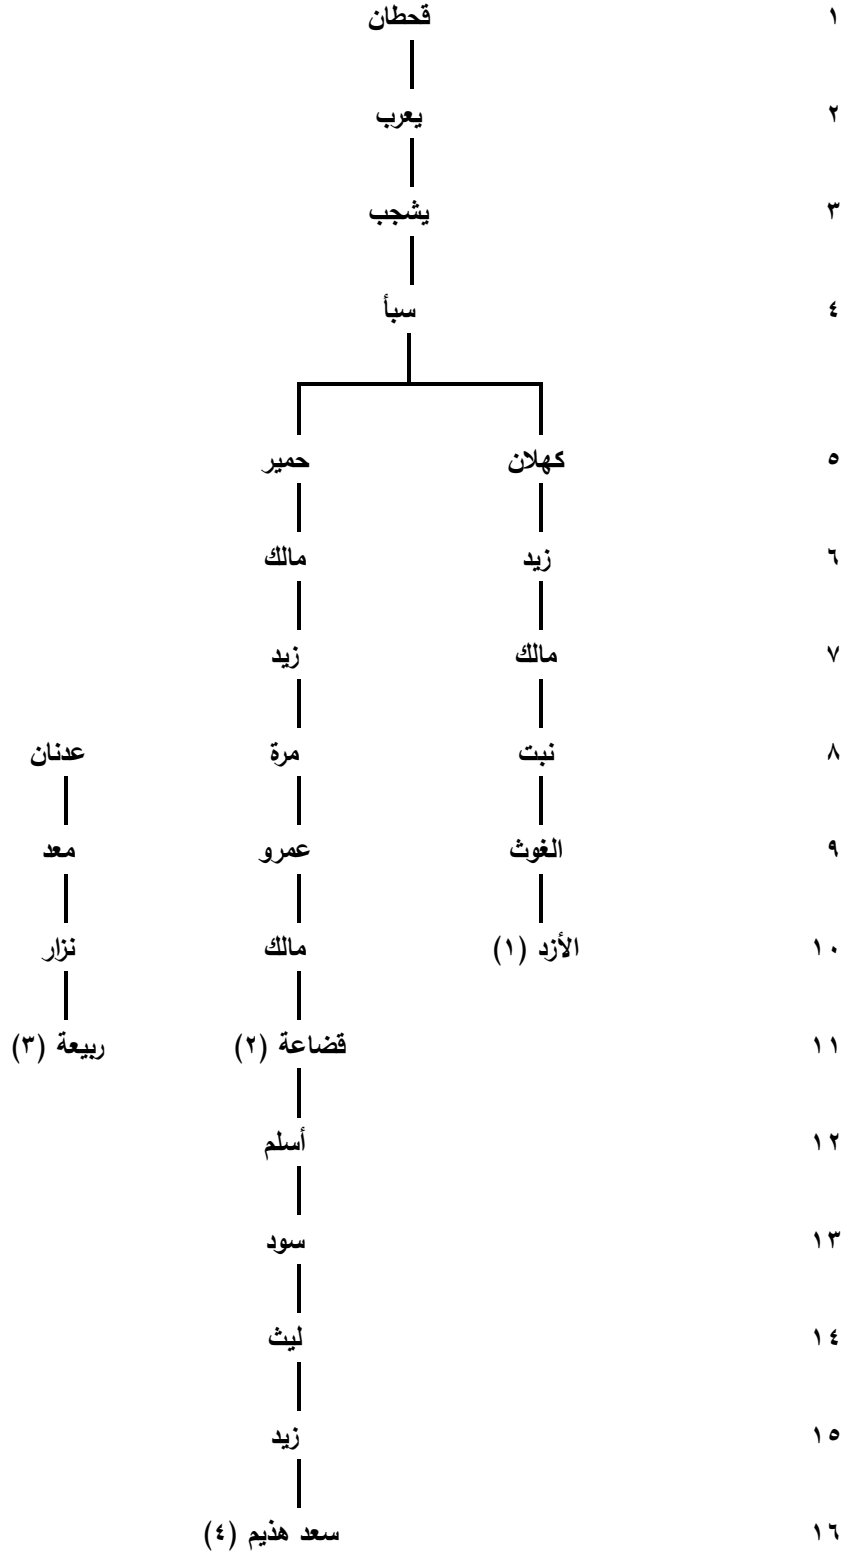 ١ قحطان
٢ يعرب
٣ يشجب
٤ سبأ
٥ كهلان حمير
٦ زيد مالك
٧ مالك زيد
٨ نبت مرة عدنان
٩ الغوث عمرو معد
١٠ الأزد (١) مالك نزار
١١ قضاعة (٢) ربيعة (٣)
١٢ أسلم
١٣ سود
١٤ ليث
١٥ زيد
١٦ سعد هذيم (٤)